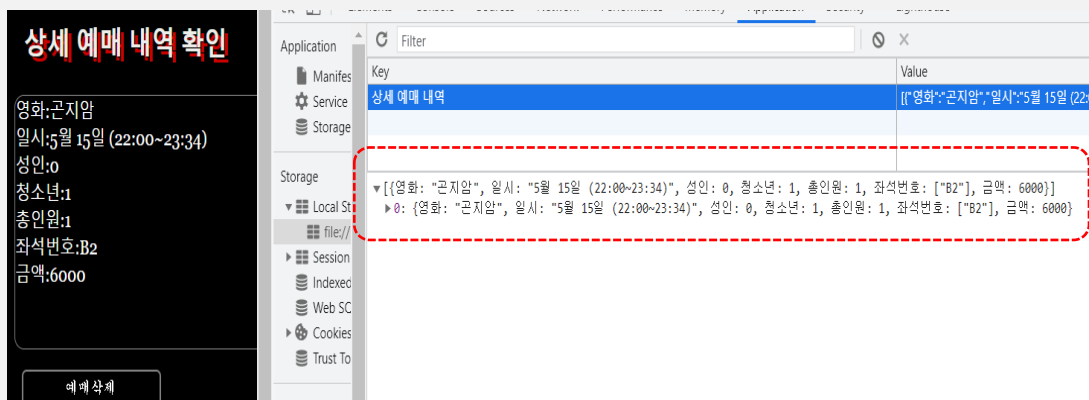 상세 예매 내역 확인
영화:곤지암
일시:5월 15일 (22:00~23:34)
성인:0
청소년:1
총인원:1
좌석번호:B2
금액:6000
예매삭제
Application
Manifes
Service
Storage
Storage
Local St
file://
Session
Indexed
Web SC
Cookies
Trust To
Filter
Key Value
상세 예매 내역 [{"영화":"곤지암","일시":"5월 15일 (22:0
[{영화: "곤지암", 일시: "5월 15일 (22:00~23:34)", 성인: 0, 청소년: 1, 총인원: 1, 좌석번호: ["B2"], 금액: 6000}]
0: {영화: "곤지암", 일시: "5월 15일 (22:00~23:34)", 성인: 0, 청소년: 1, 총인원: 1, 좌석번호: ["B2"], 금액: 6000}